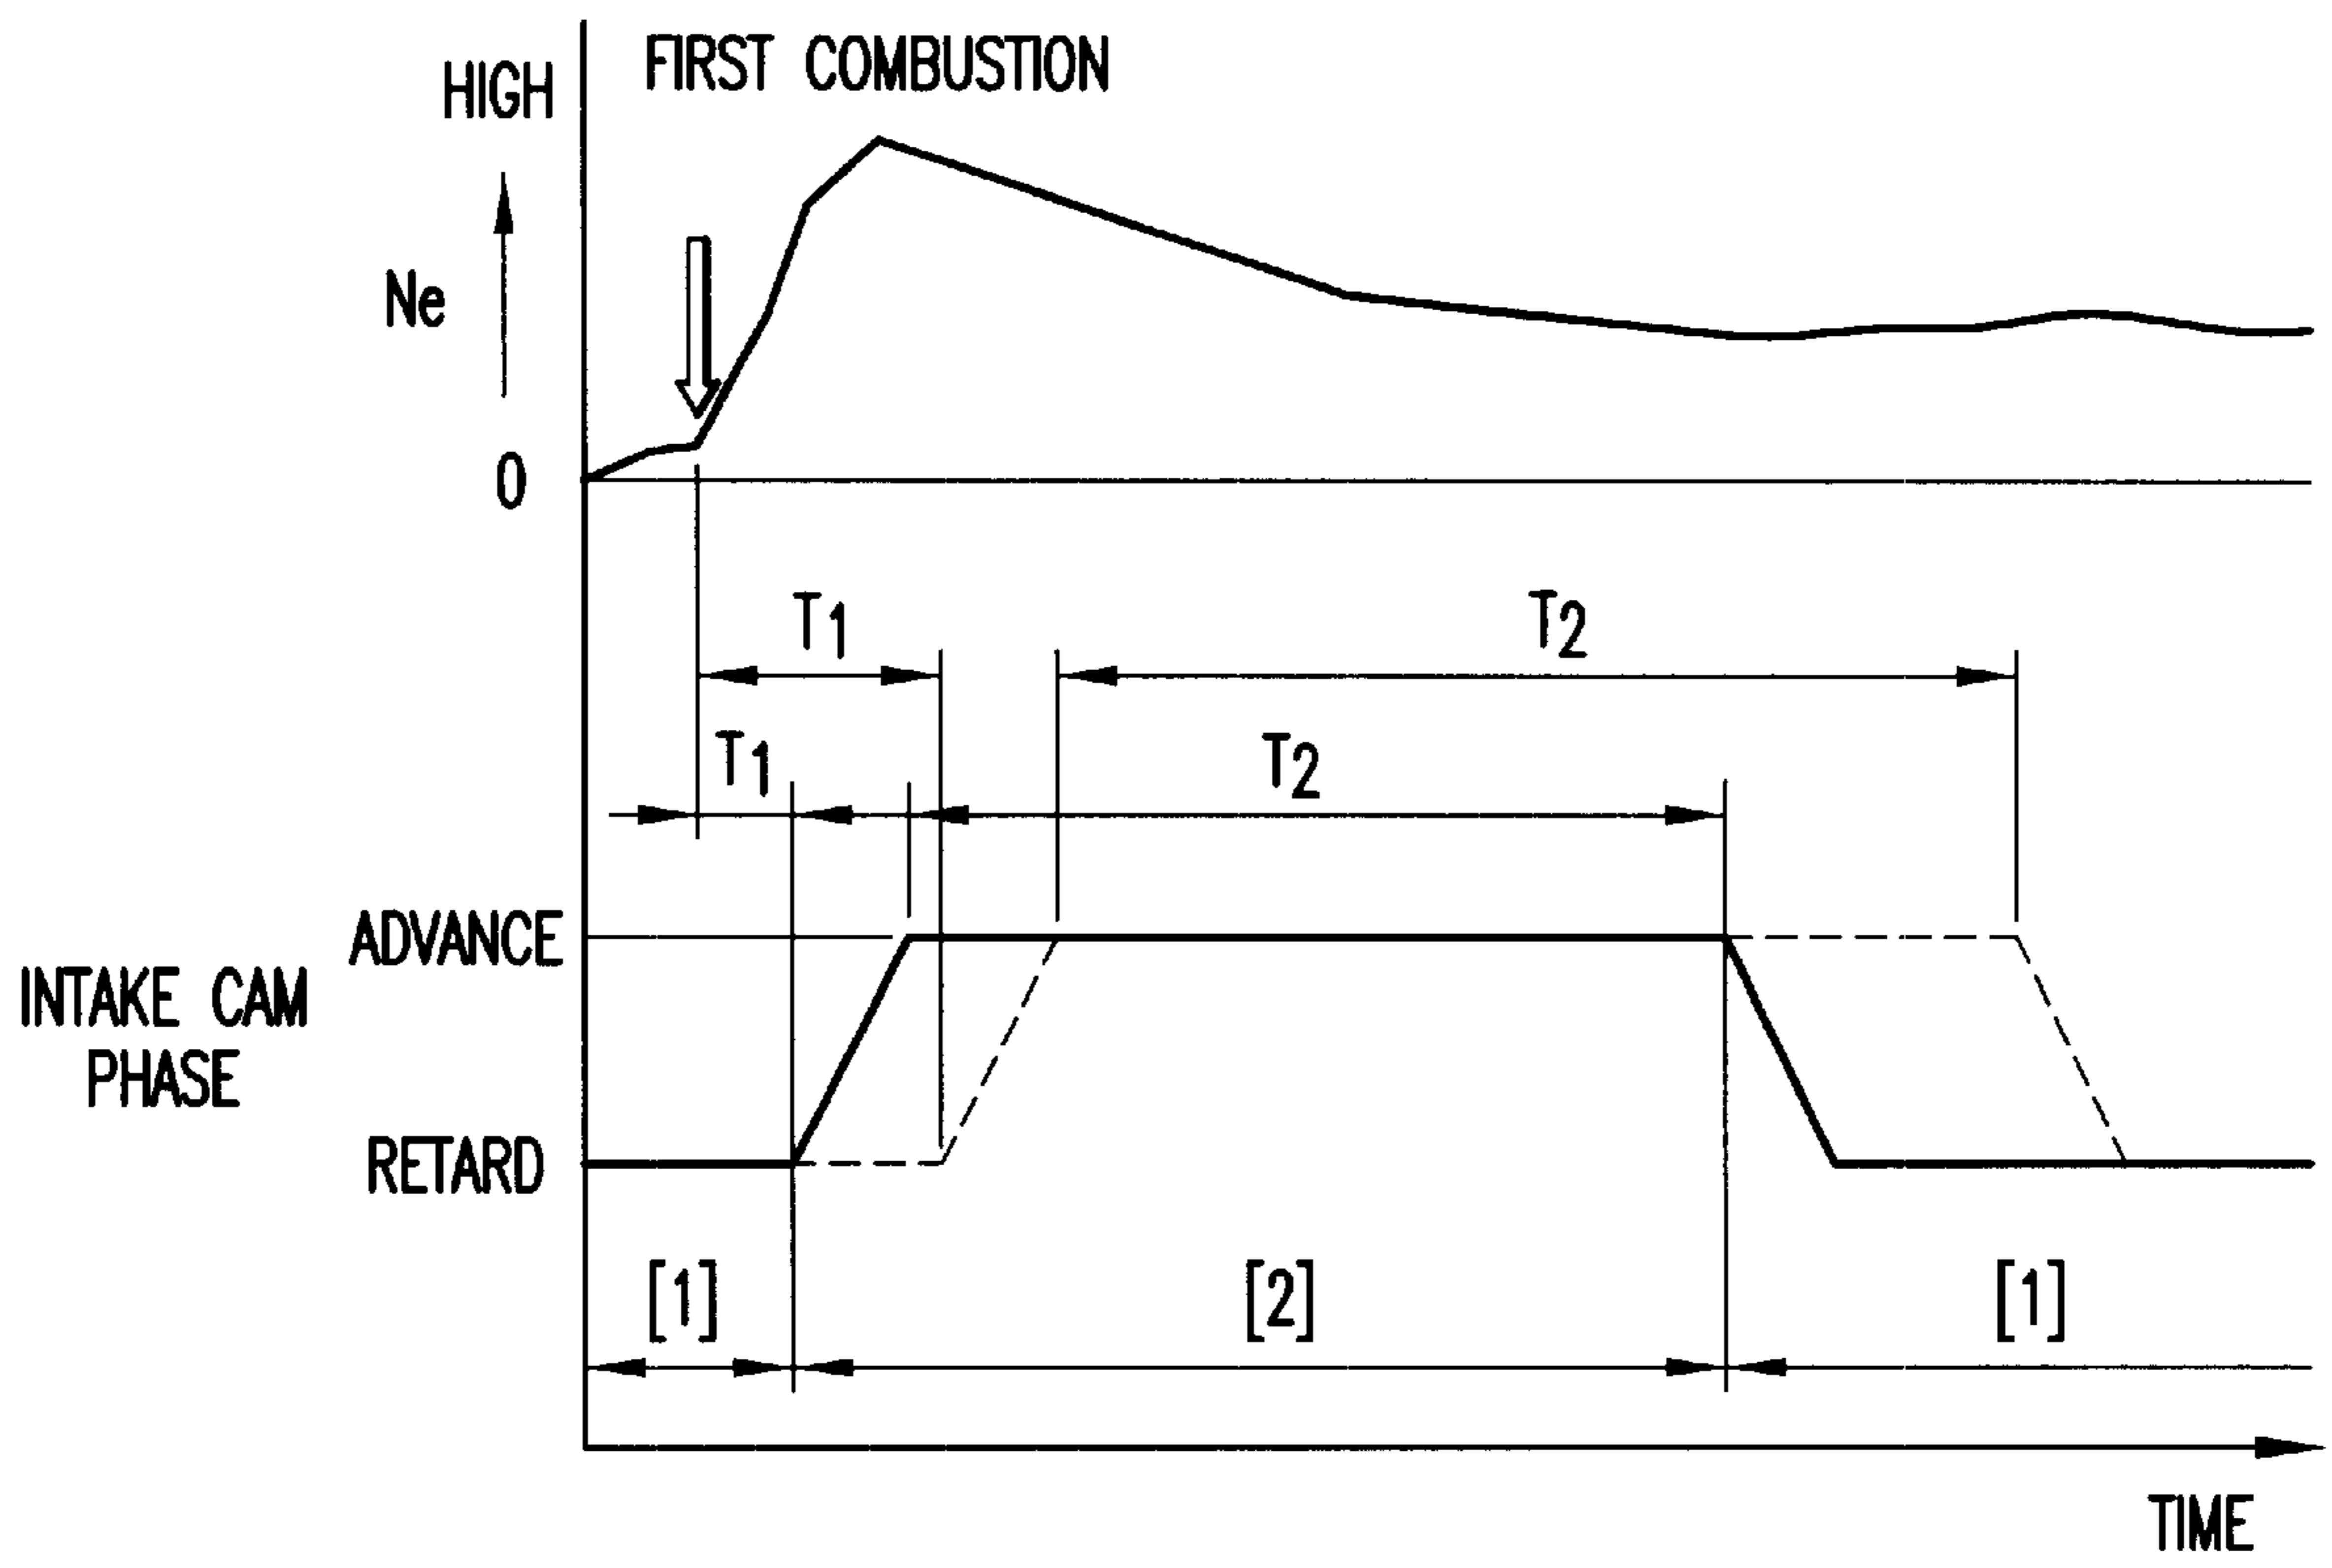 FIRST COMBUSTION
HIGH
Ne
0
T1
T2
T1
T2
ADVANCE
INTAKE CAM
PHASE
RETARD
[1]
[2]
[1]
TIME